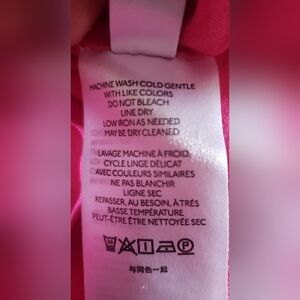 MACHINE WASH COLD GENTLE
WITH LIKE COLORS
DO NOT BLEACH
LINE DRY
LOW IRON AS NEEDED
MAY BE DRY CLEANED
LAVAGE MACHINE À FROID
CYCLE LINGE DÉLICAT
AVEC COULEURS SIMILAIRES
NE PAS BLANCHIR
LIGNE SEC
REPASSER, AU BESOIN, À TRÈS
BASSE TEMPÉRATURE
PEUT-ÊTRE ÊTRE NETTOYÉE SEC
与同色一起